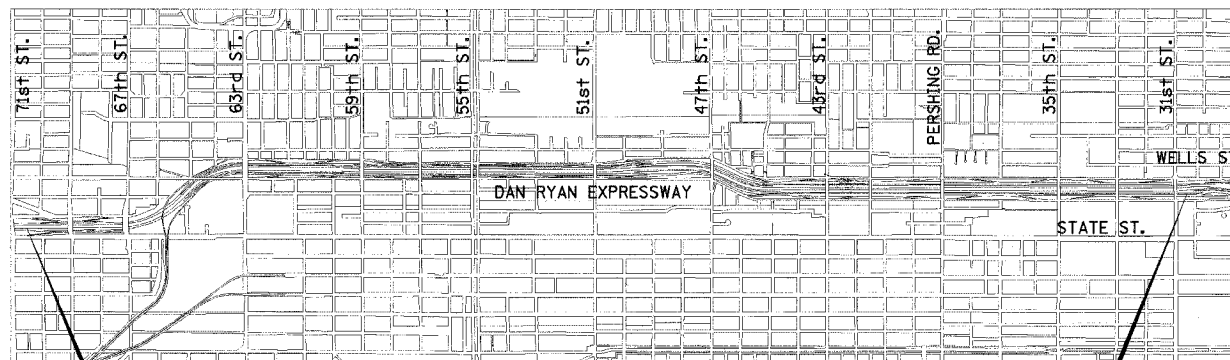 71st ST.
67th ST.
63rd ST.
59th ST.
55th ST.
51st ST.
47th ST.
43rd ST.
PERSHING RD.
35th ST.
31st ST.
WELLS S
DAN RYAN EXPRESSWAY
STATE ST.